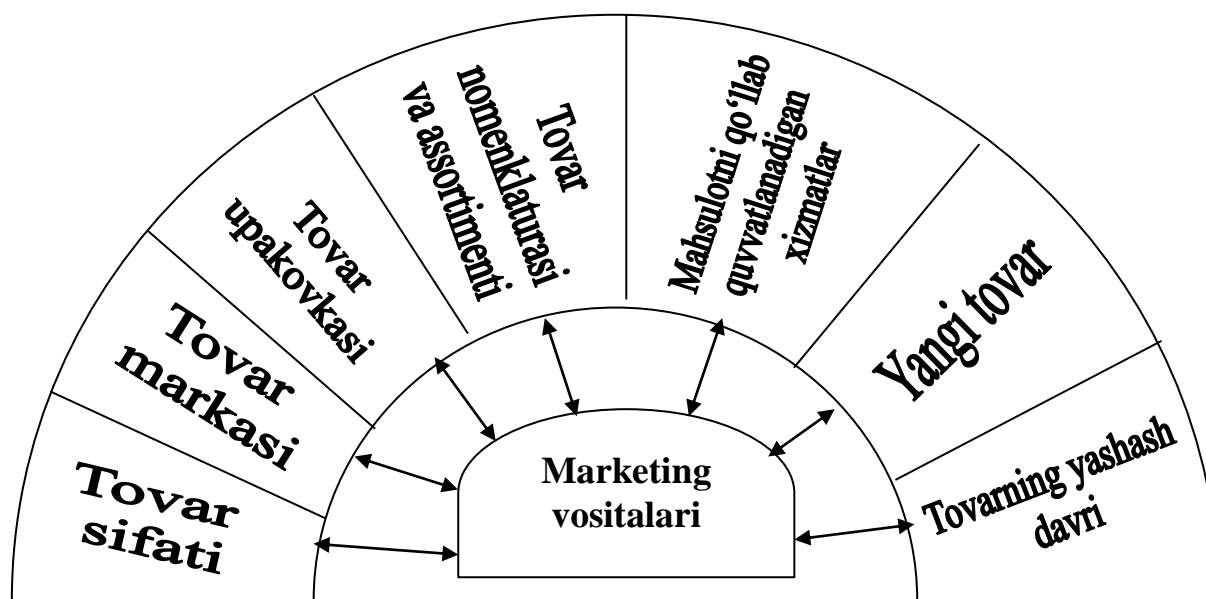 Tovar
sifati
Tovar
markasi
Tovar
upakovkasi
Tovar
nomenklaturasi
va assortimenti
Mahsulotni qo‘llab
quvvatlanadigan
xizmatlar
Yangi tovar
Tovarning yashash
davri
Marketing
vositalari